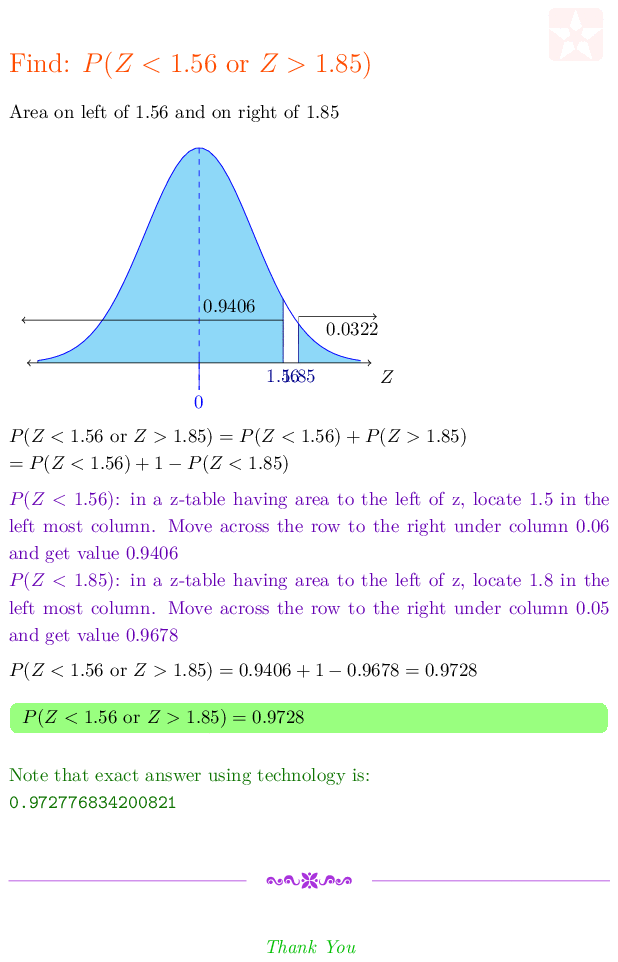 Find: P(Z < 1.56 or Z > 1.85)
Area on left of 1.56 and on right of 1.85
0.9406
0.0322
1.56
1.85
Z
0
P(Z < 1.56 or Z > 1.85) = P(Z < 1.56) + P(Z > 1.85)
= P(Z < 1.56) + 1 − P(Z < 1.85)
P(Z < 1.56): in a z-table having area to the left of z, locate 1.5 in the
left most column. Move across the row to the right under column 0.06
and get value 0.9406
P(Z < 1.85): in a z-table having area to the left of z, locate 1.8 in the
left most column. Move across the row to the right under column 0.05
and get value 0.9678
P(Z < 1.56 or Z > 1.85) = 0.9406 + 1 − 0.9678 = 0.9728
P(Z < 1.56 or Z > 1.85) = 0.9728
Note that exact answer using technology is:
0.972776834200821
Thank You